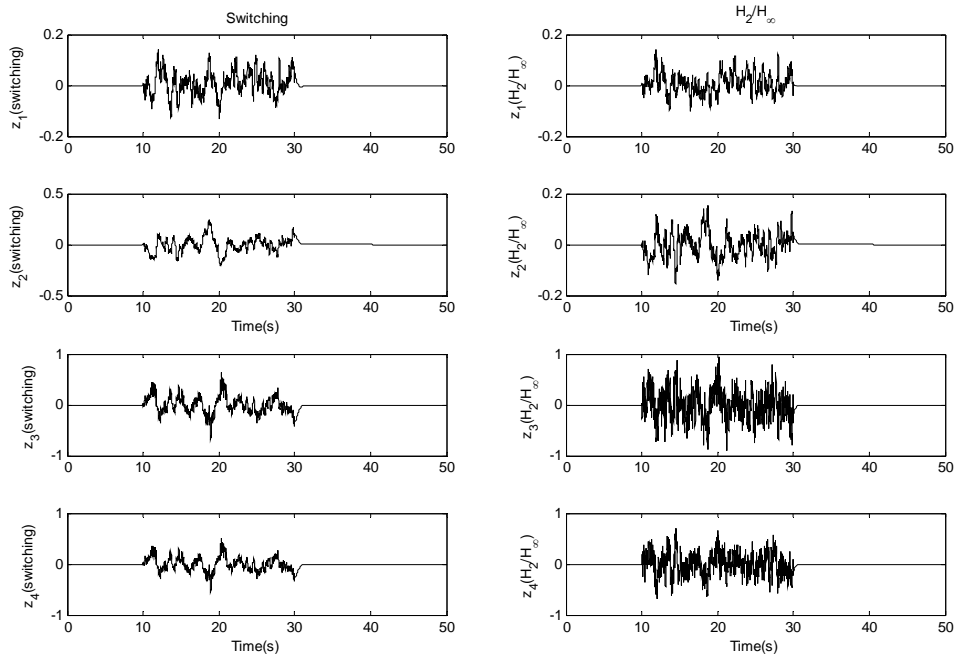 Switching
H₂/H∞
z₁(switching)
0.2
0
-0.2
0 10 20 30 40 50
z₁(H₂/H∞)
0.2
0
-0.2
0 10 20 30 40 50
z₂(switching)
0.5
0
-0.5
0 10 20 30 40 50
Time(s)
z₂(H₂/H∞)
0.2
0
0.2
0 10 20 30 40 50
Time(s)
z₃(switching)
1
0
-1
0 10 20 30 40 50
z₃(H₂/H∞)
1
0
-1
0 10 20 30 40 50
z₄(switching)
1
0
-1
0 10 20 30 40 50
Time(s)
z₄(H₂/H∞)
1
0
-1
0 10 20 30 40 50
Time(s)